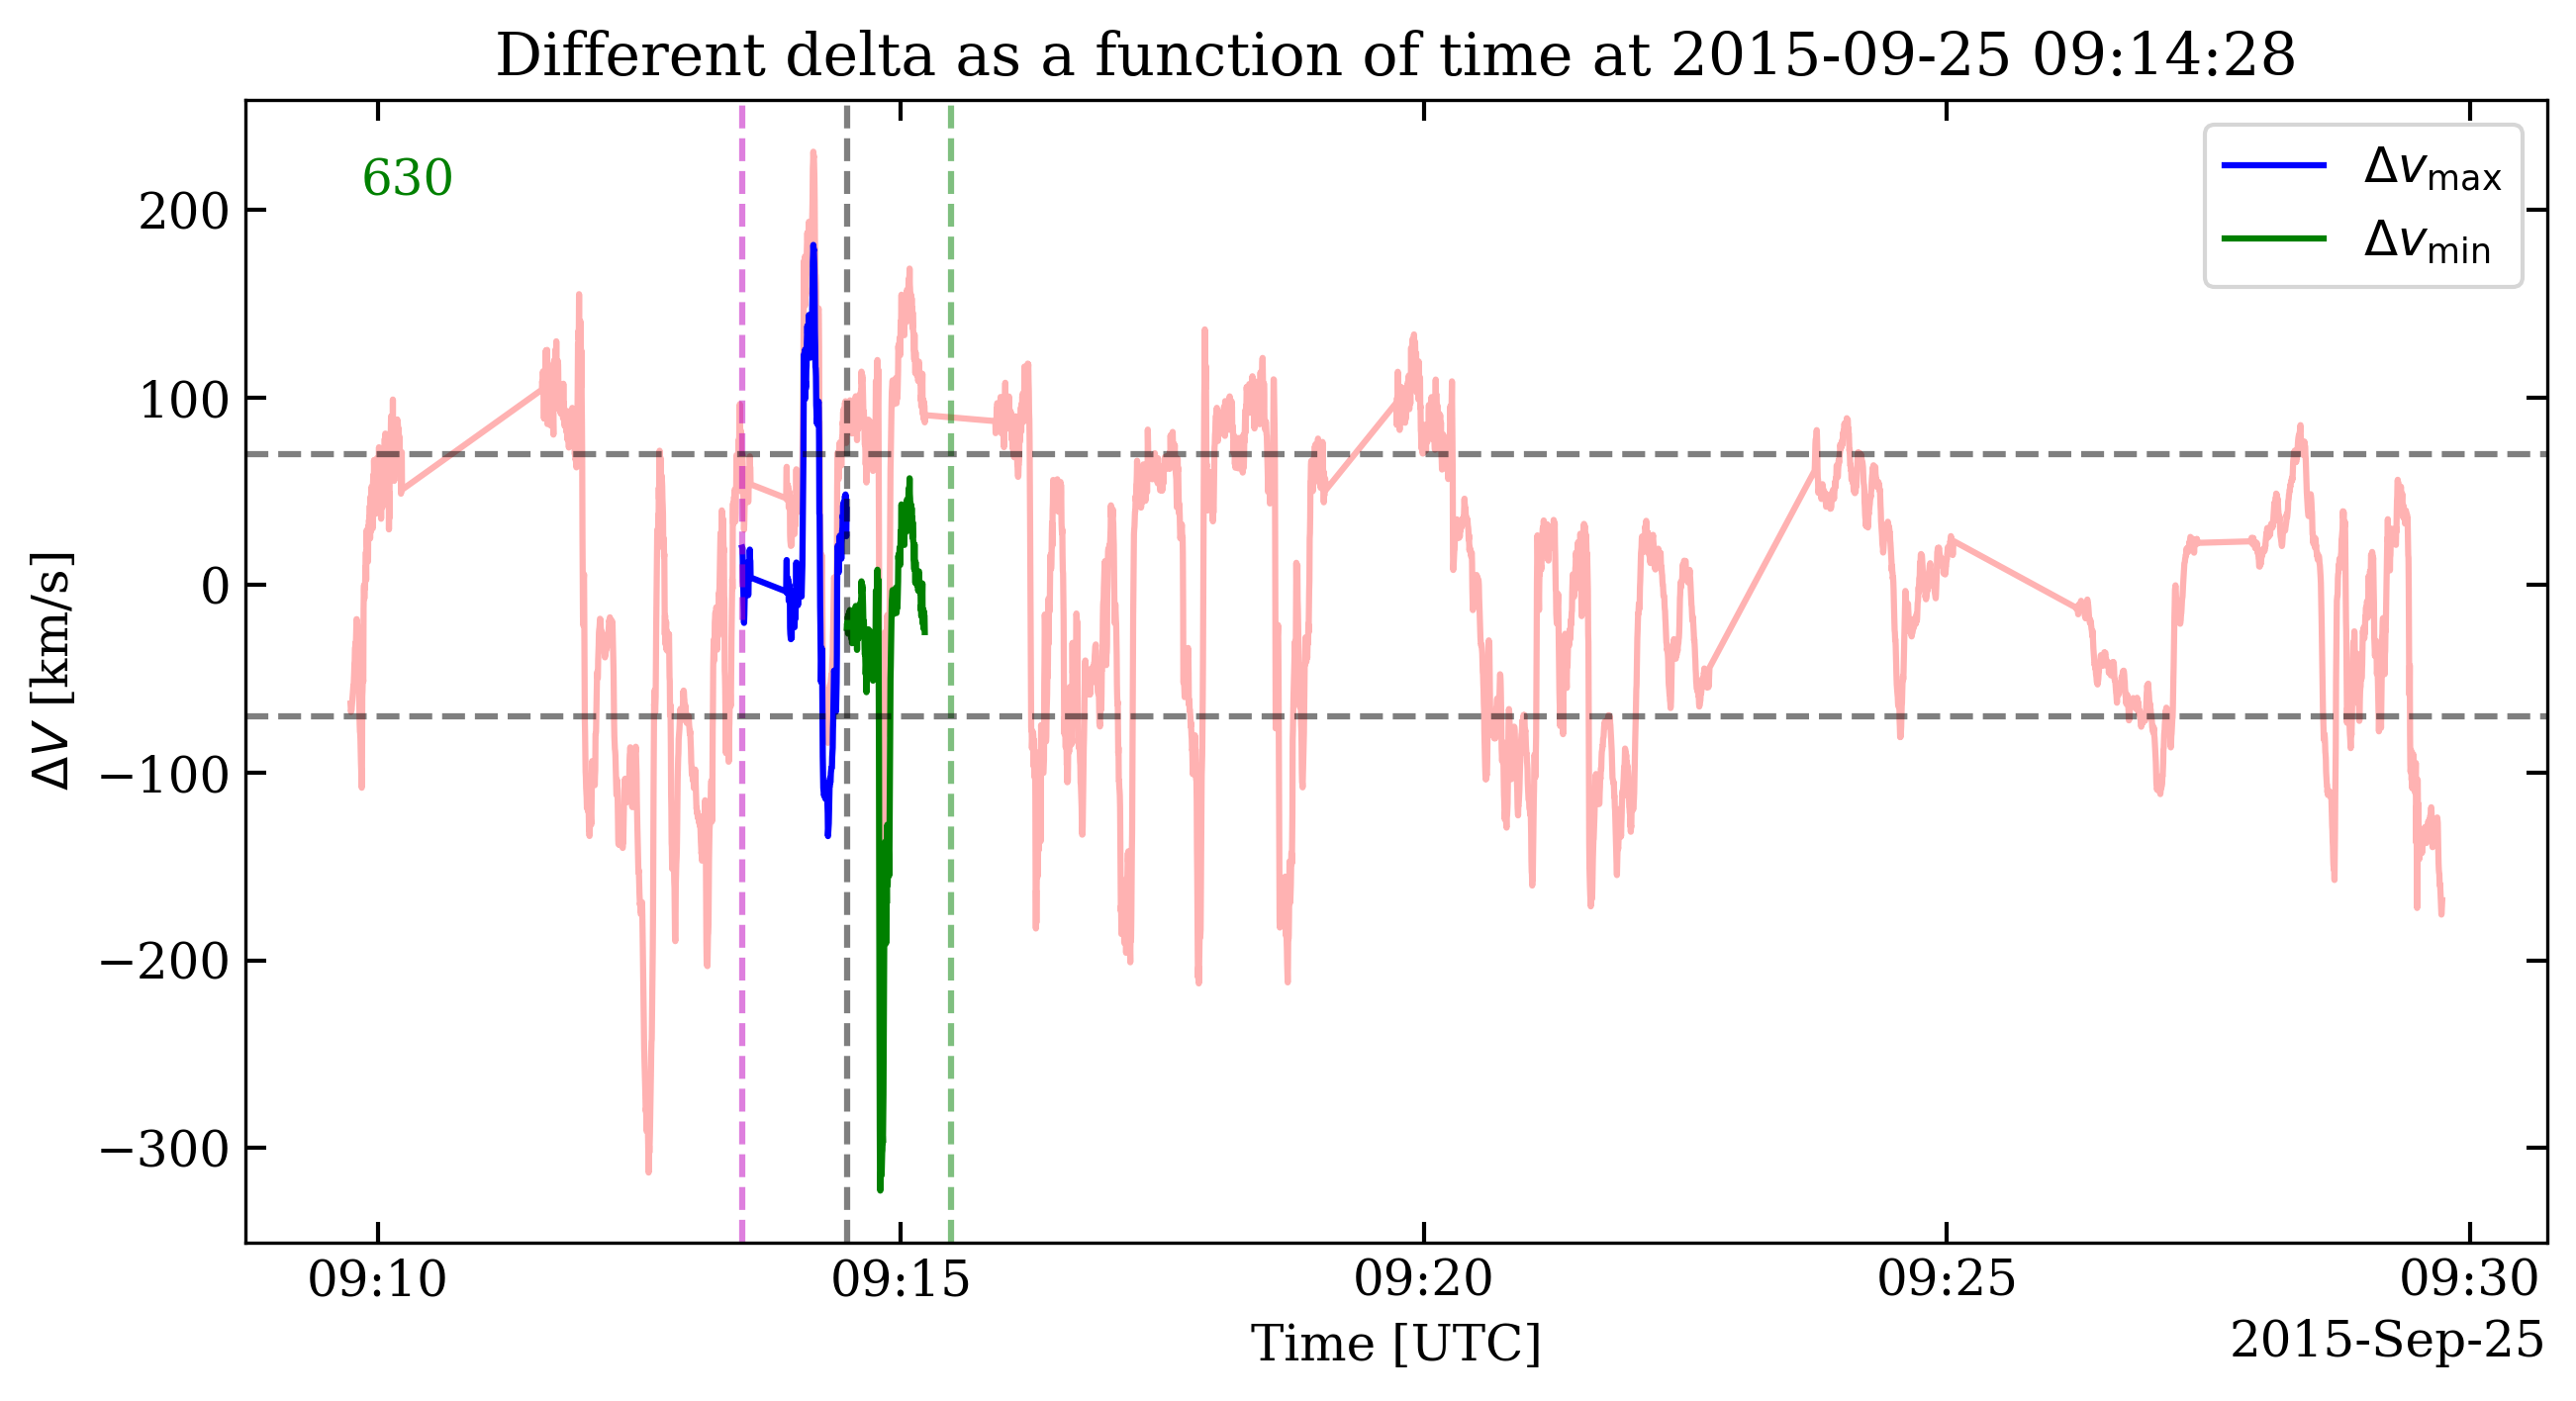 Different delta as a function of time at 2015-09-25 09:14:28
630
Δv_max
Δv_min
200
100
0
−100
−200
−300
ΔV [km/s]
09:10 09:15 09:20 09:25 09:30
Time [UTC]
2015-Sep-25